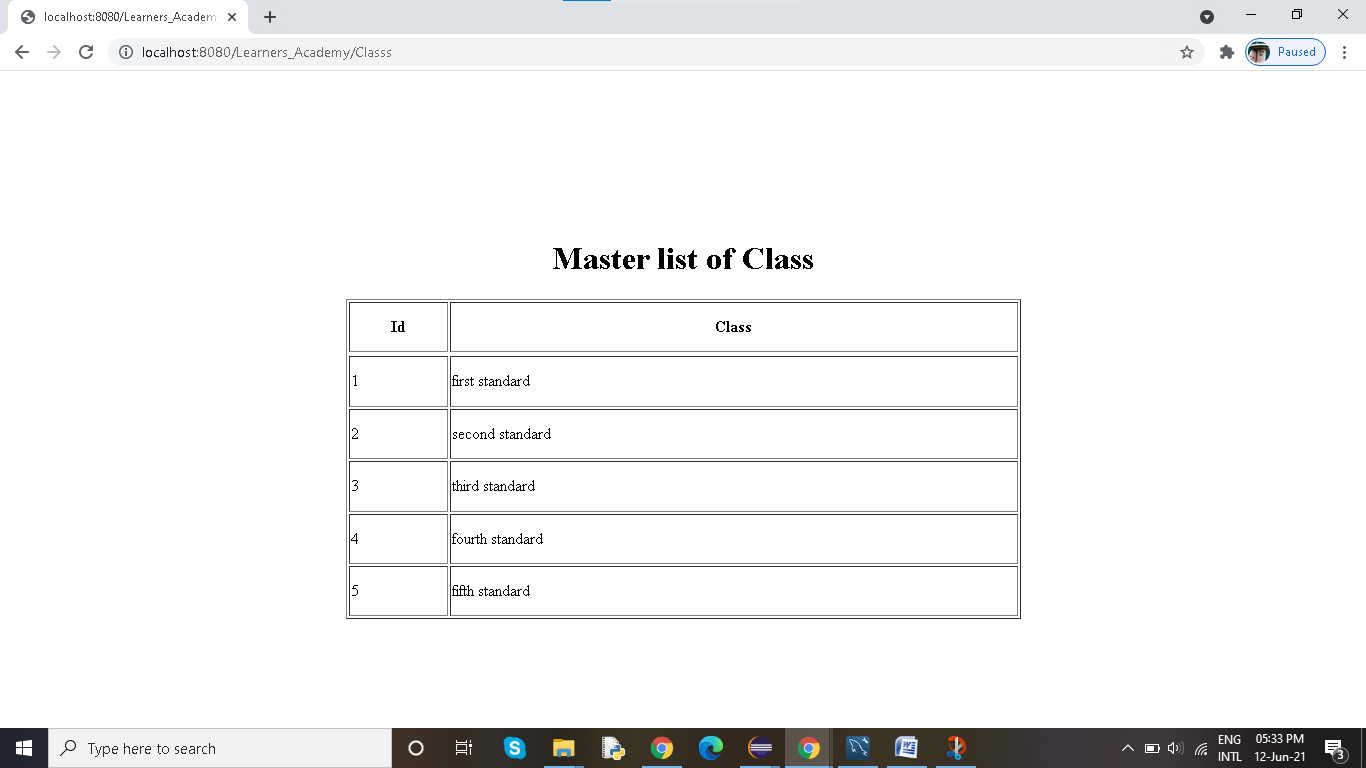 localhost:8080/Learners_Academ
localhost:8080/Learners_Academy/Classs
Paused
Master list of Class
Id Class
1 first standard
2 second standard
3 third standard
4 fourth standard
5 fifth standard
Type here to search
ENG 05:33 PM
INTL 12-Jun-21
3